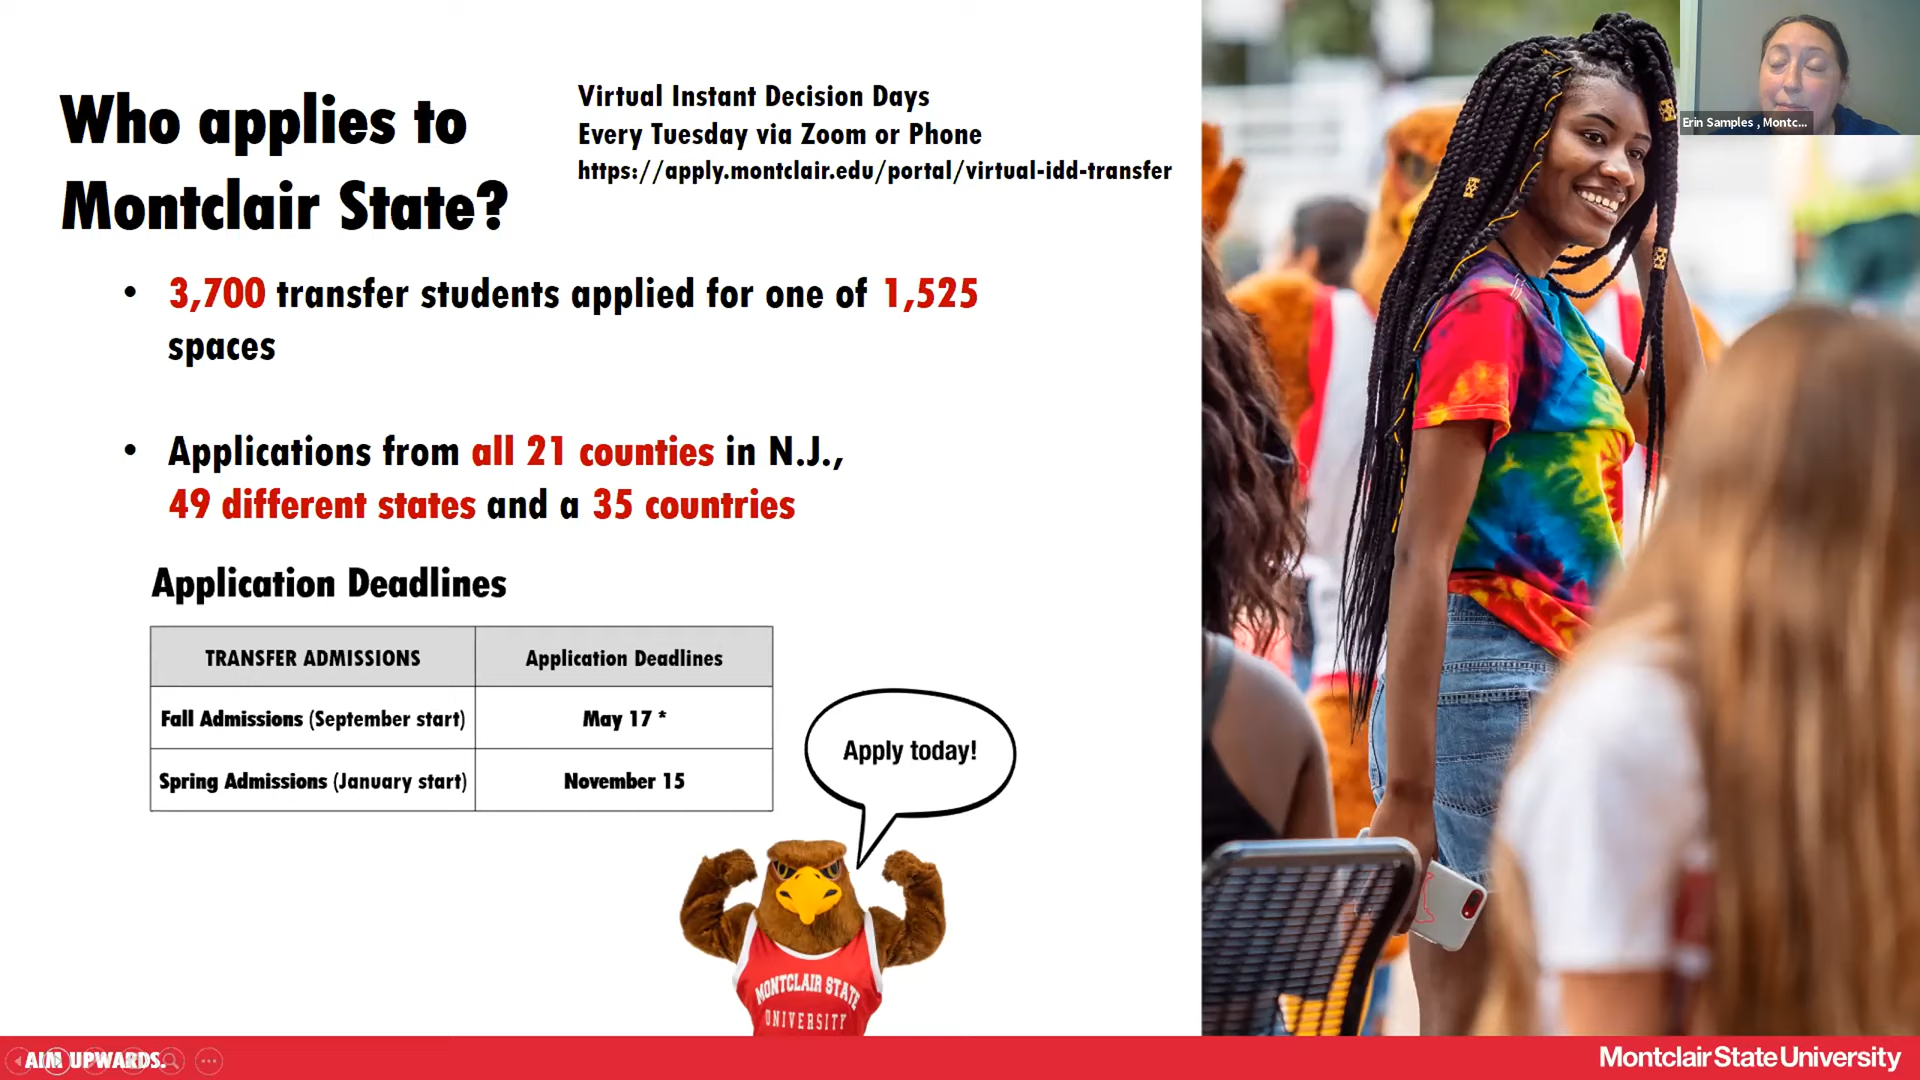 Who applies to
Montclair State?
Virtual Instant Decision Days
Every Tuesday via Zoom or Phone
https://apply.montclair.edu/portal/virtual-idd-transfer
• 3,700 transfer students applied for one of 1,525
spaces
• Applications from all 21 counties in N.J.,
49 different states and a 35 countries
Application Deadlines
TRANSFER ADMISSIONS Application Deadlines
Fall Admissions (September start) May 17 *
Spring Admissions (January start) November 15
Apply today!
MONTCLAIR STATE
UNIVERSITY
Erin Samples , Montc...
AIM UPWARDS.
Montclair State University